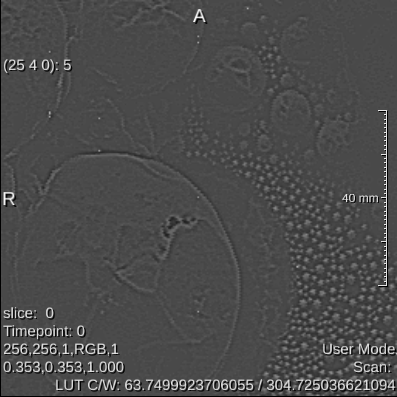 A
(25 4 0): 5
R
40 mm
slice: 0
Timepoint: 0
256,256,1,RGB,1
User Mode
0.353,0.353,1.000
Scan:
LUT C/W: 63.7499923706055 / 304.725036621094